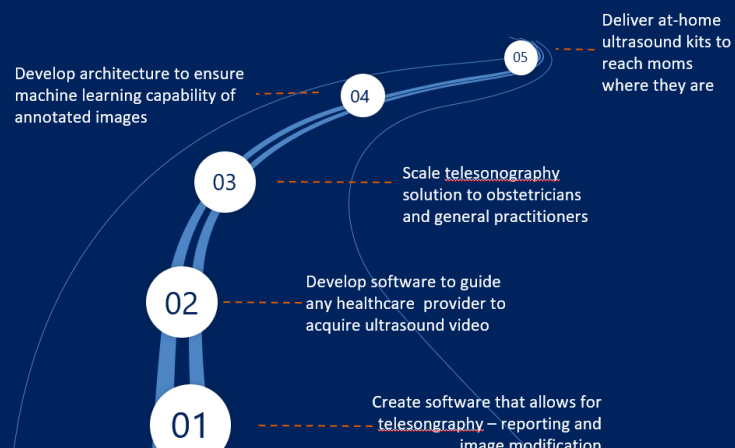 05
Deliver at-home
ultrasound kits to
reach moms
where they are
04
Develop architecture to ensure
machine learning capability of
annotated images
03
Scale telesonography
solution to obstetricians
and general practitioners
02
Develop software to guide
any healthcare provider to
acquire ultrasound video
01
Create software that allows for
telesongraphy – reporting and
image modification